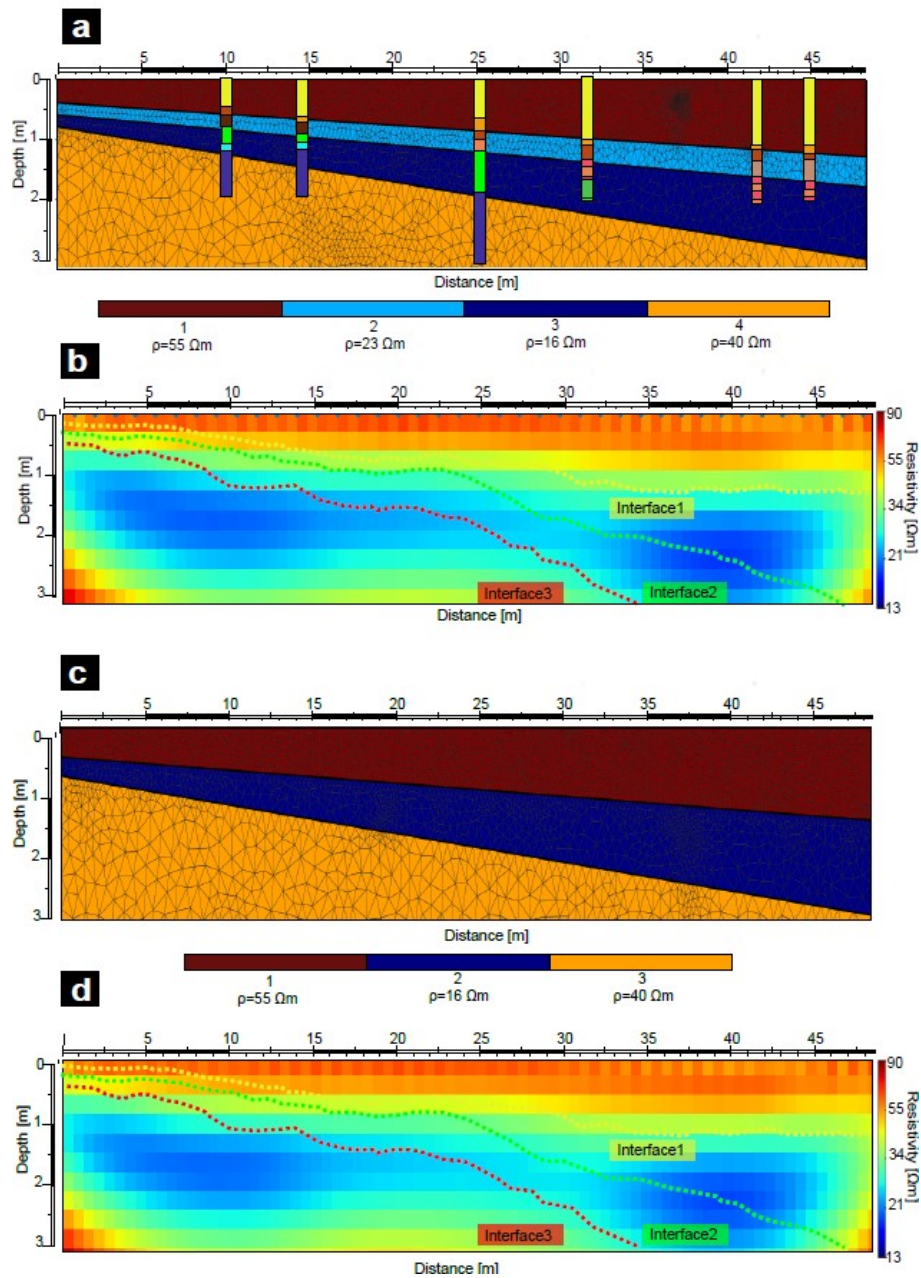 a
0 5 10 15 20 25 30 35 40 45
Depth [m]
0
1
2
3
Distance [m]
1 2 3 4
ρ=55 Ωm ρ=23 Ωm ρ=16 Ωm ρ=40 Ωm
b
0 5 10 15 20 25 30 35 40 45
Depth [m]
0
1
2
3
Interface1
Interface3 Interface2
Distance [m]
90
55
34
21
13
Resistivity [Ωm]
c
0 5 10 15 20 25 30 35 40 45
Depth [m]
0
1
2
3
Distance [m]
1 2 3
ρ=55 Ωm ρ=16 Ωm ρ=40 Ωm
d
0 5 10 15 20 25 30 35 40 45
Depth [m]
0
1
2
3
Interface1
Interface3 Interface2
Distance [m]
90
55
34
21
13
Resistivity [Ωm]